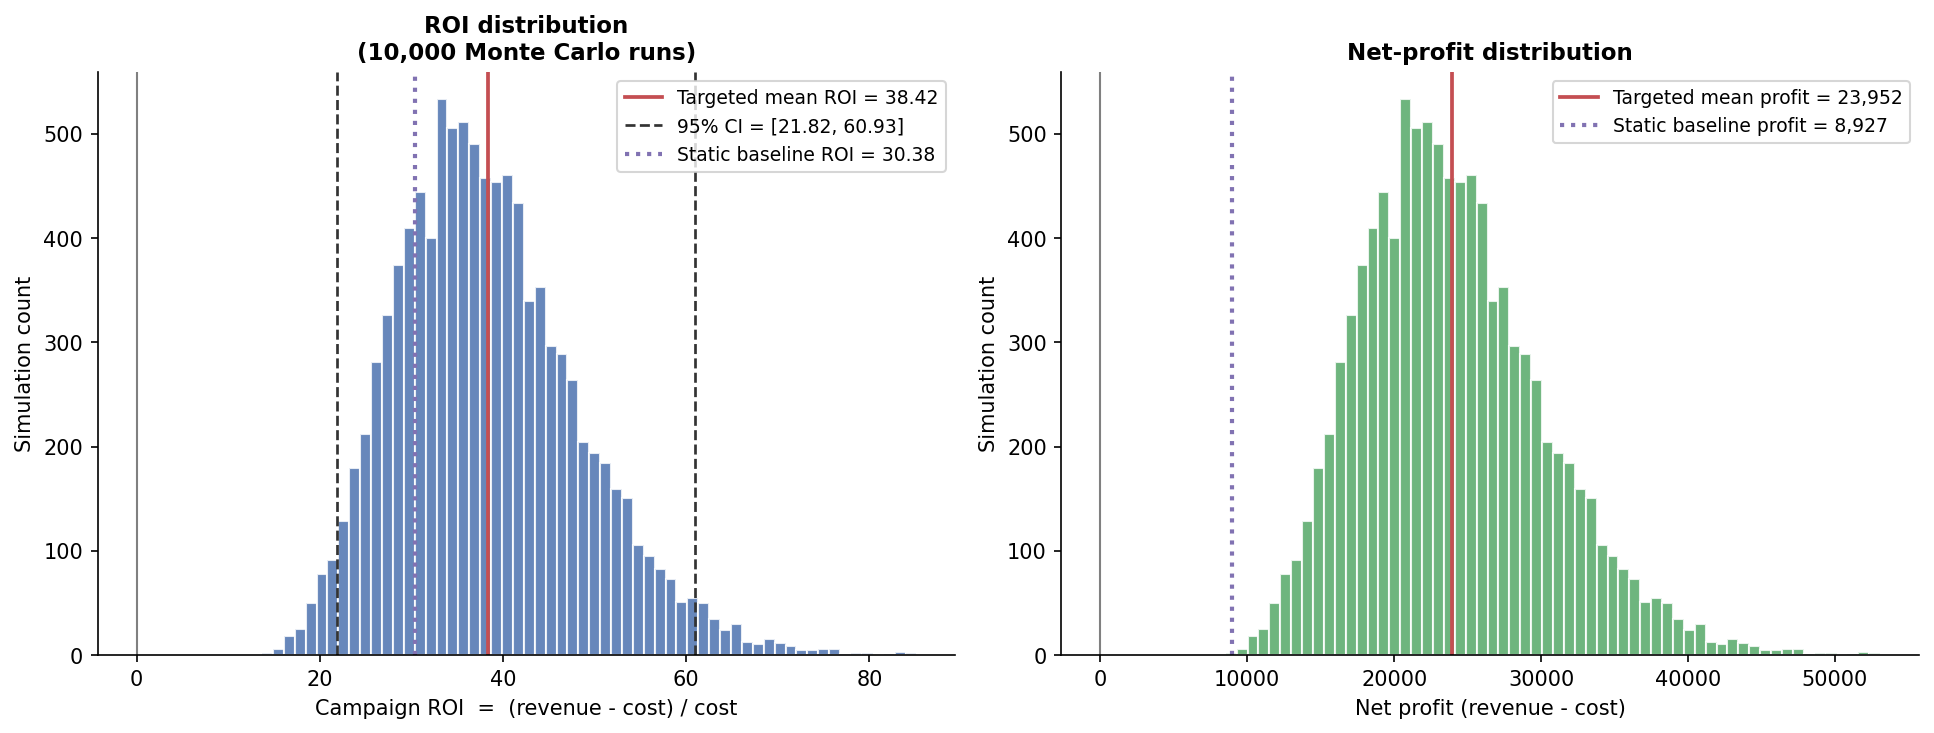 ROI distribution
(10,000 Monte Carlo runs)
Targeted mean ROI = 38.42
95% CI = [21.82, 60.93]
Static baseline ROI = 30.38
Simulation count
500
400
300
200
100
0
0 20 40 60 80
Campaign ROI = (revenue - cost) / cost
Net-profit distribution
Targeted mean profit = 23,952
Static baseline profit = 8,927
Simulation count
500
400
300
200
100
0
0 10000 20000 30000 40000 50000
Net profit (revenue - cost)